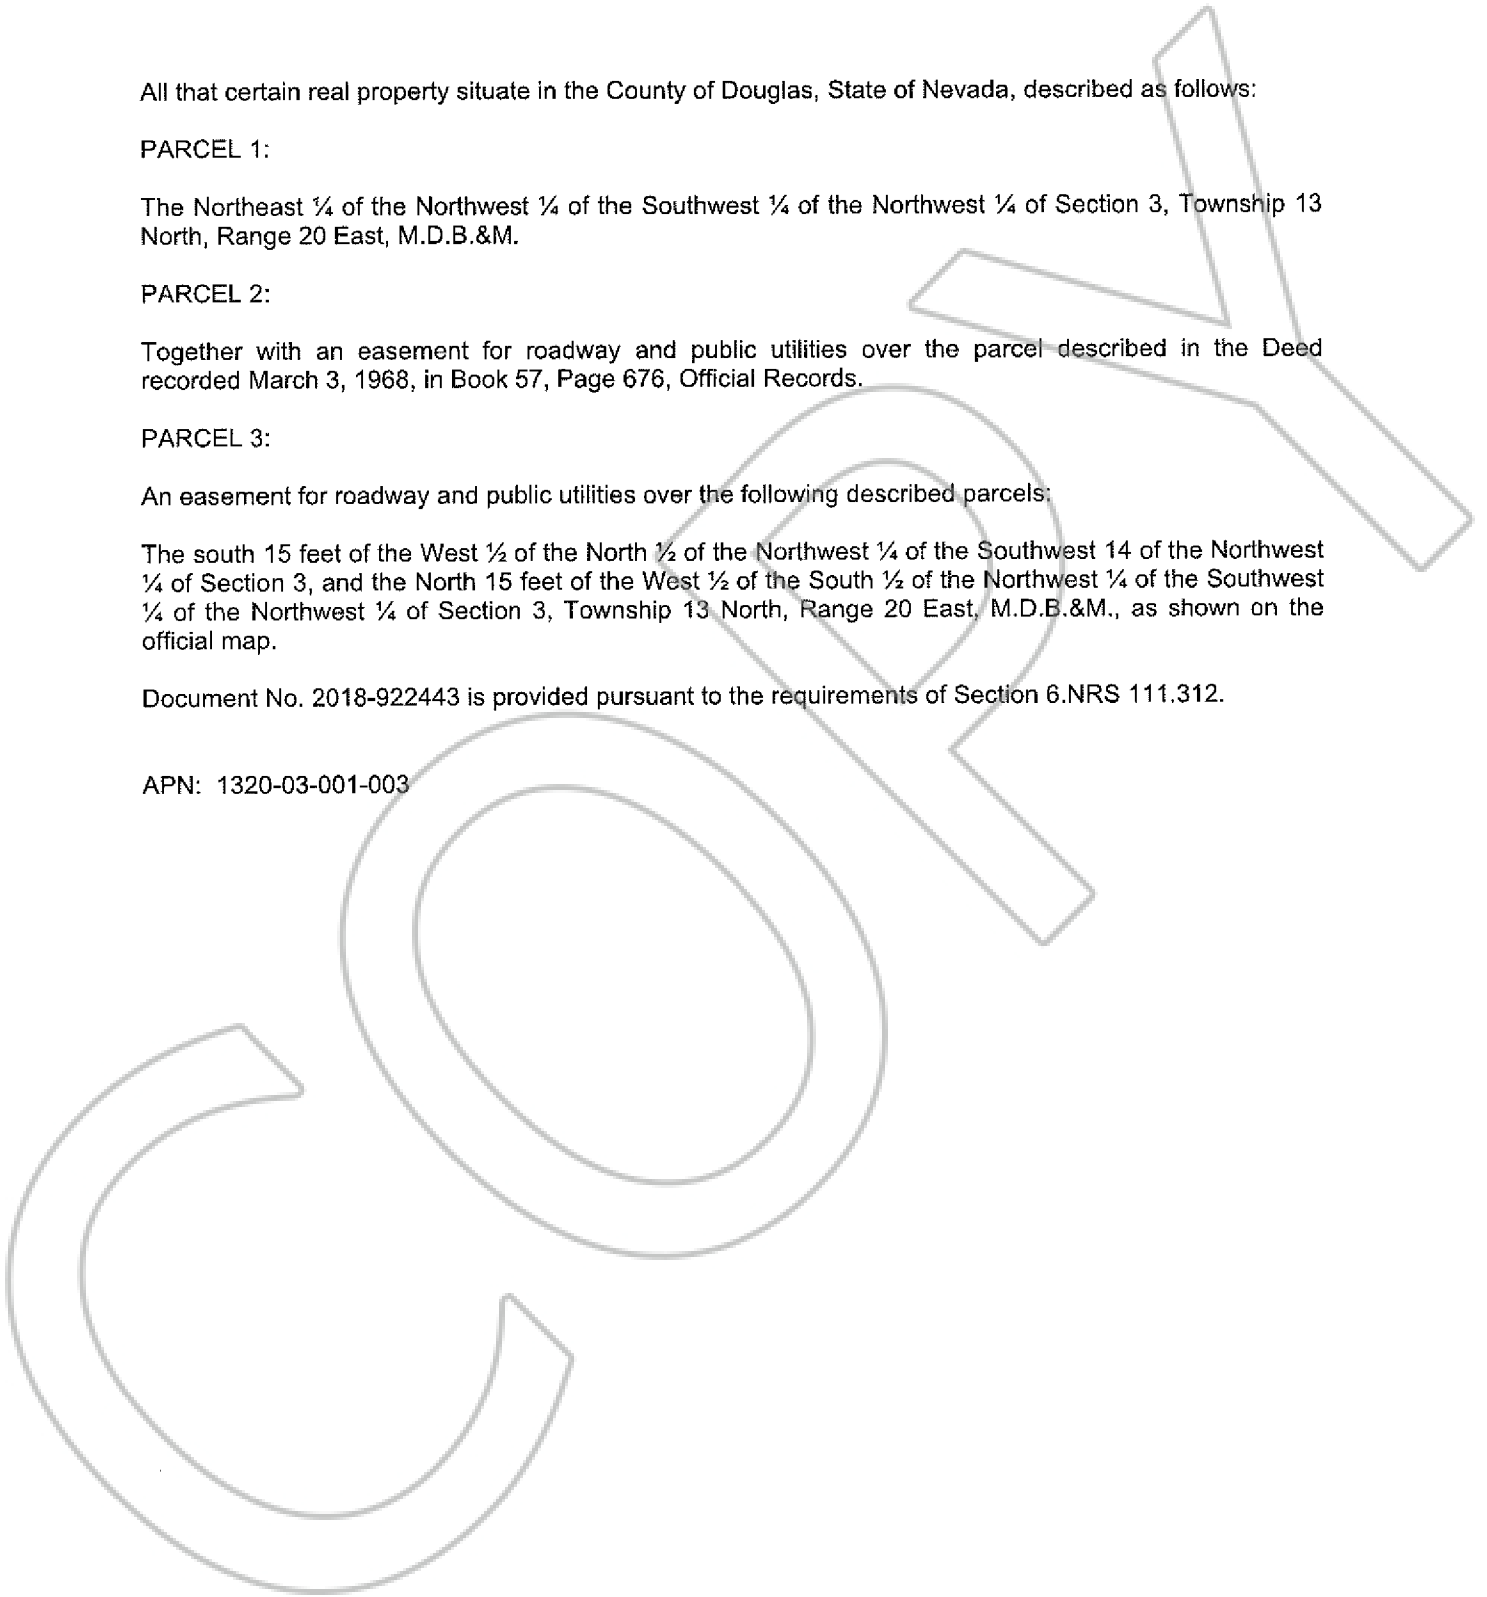 All that certain real property situate in the County of Douglas, State of Nevada, described as follows:
PARCEL 1:
The Northeast ¼ of the Northwest ¼ of the Southwest ¼ of the Northwest ¼ of Section 3, Township 13
North, Range 20 East, M.D.B.&M.
PARCEL 2:
Together with an easement for roadway and public utilities over the parcel described in the Deed
recorded March 3, 1968, in Book 57, Page 676, Official Records.
PARCEL 3:
An easement for roadway and public utilities over the following described parcels:
The south 15 feet of the West ½ of the North ½ of the Northwest ¼ of the Southwest 14 of the Northwest
¼ of Section 3, and the North 15 feet of the West ½ of the South ½ of the Northwest ¼ of the Southwest
¼ of the Northwest ¼ of Section 3, Township 13 North, Range 20 East, M.D.B.&M., as shown on the
official map.
Document No. 2018-922443 is provided pursuant to the requirements of Section 6.NRS 111.312.
APN: 1320-03-001-003
COPY